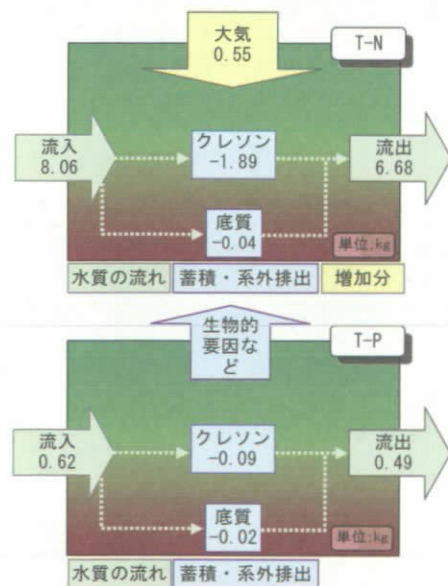 大気
0.55
T-N
流入
8.06
クレソン
-1.89
流出
6.68
底質
-0.04
単位:kg
水質の流れ
蓄積・系外排出
増加分
生物的
要因な
ど
T-P
流入
0.62
クレソン
-0.09
流出
0.49
底質
-0.02
単位:kg
水質の流れ
蓄積・系外排出